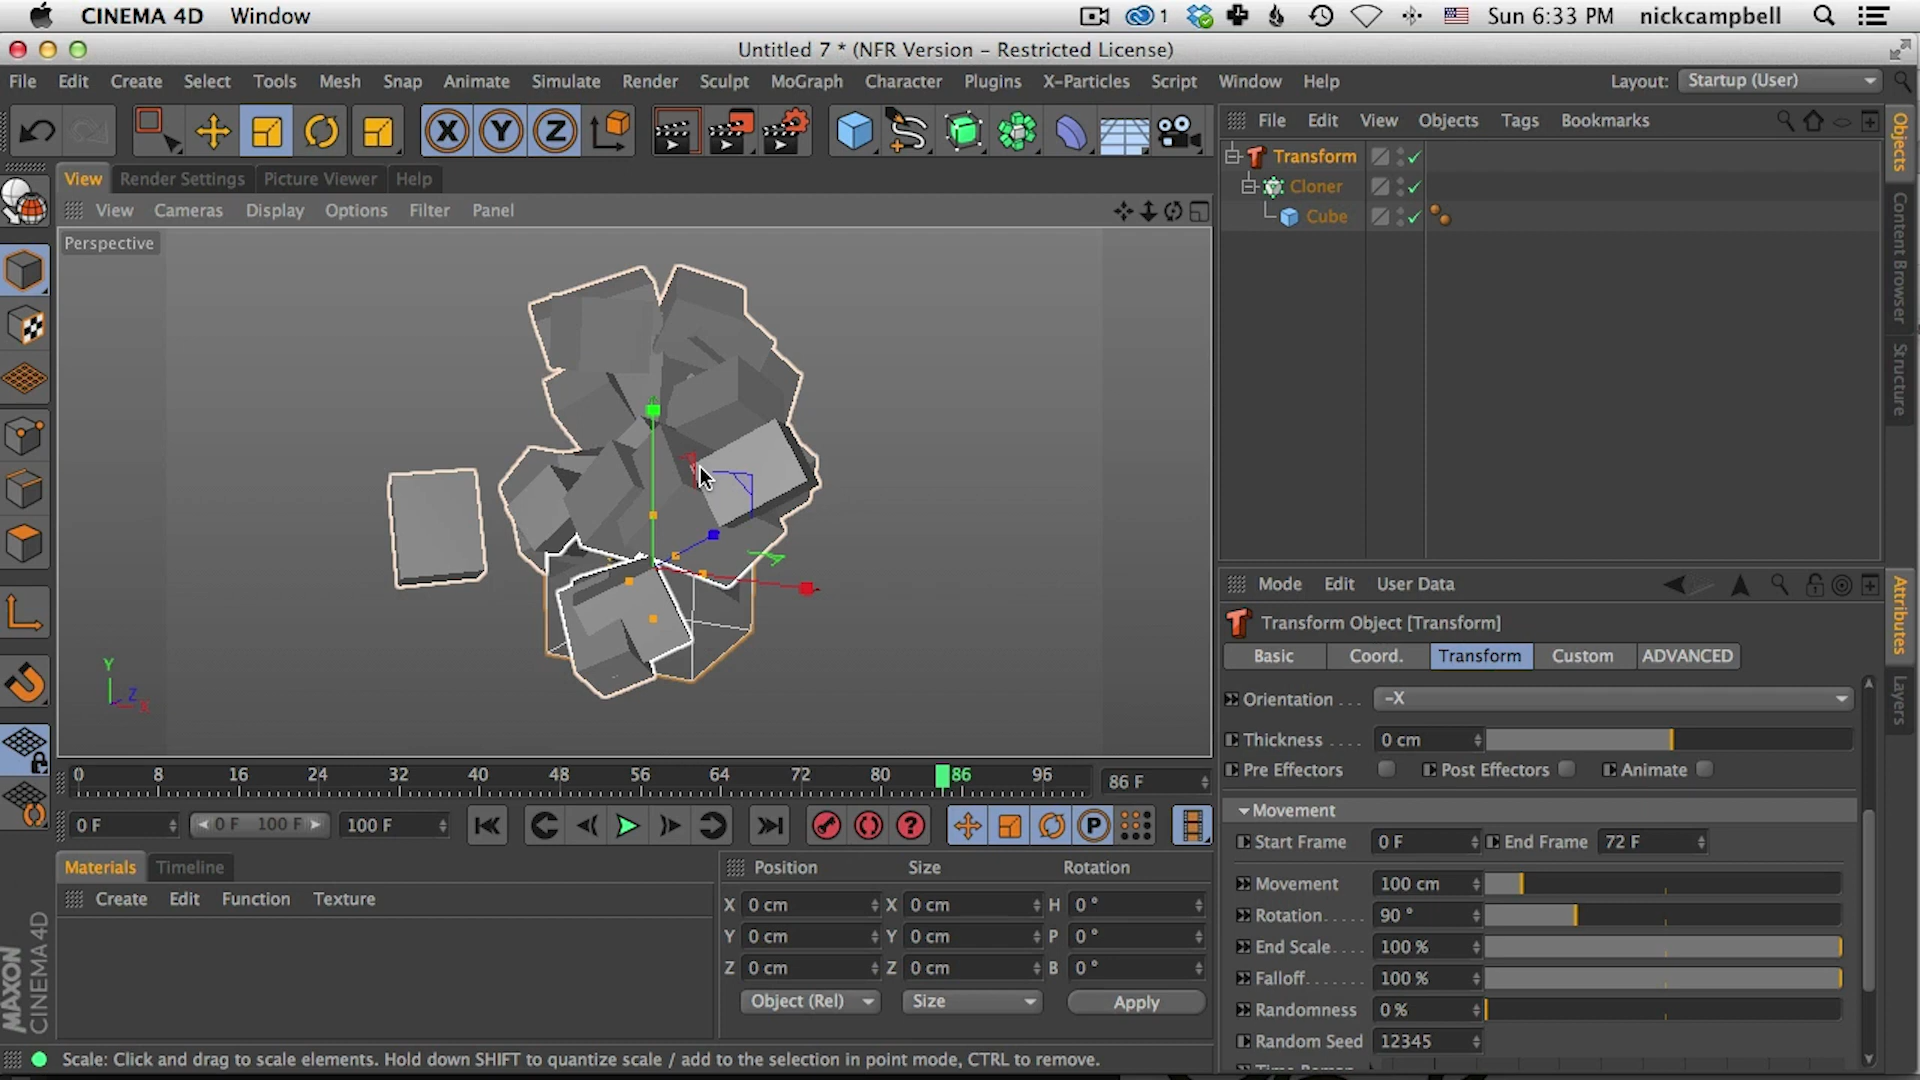 CINEMA 4D Window
1 Sun 6:33 PM nickcampbell
Untitled 7 * (NFR Version - Restricted License)
File Edit Create Select Tools Mesh Snap Animate Simulate Render Sculpt MoGraph Character Plugins X-Particles Script Window Help Layout: Startup (User)
X Y Z
File Edit View Objects Tags Bookmarks
Transform
Cloner
Cube
Objects
Content Browser
Structure
View Render Settings Picture Viewer Help
View Cameras Display Options Filter Panel
Perspective
Y
Z
X
Mode Edit User Data
Transform Object [Transform]
Basic Coord. Transform Custom ADVANCED
Orientation . . . -X
Thickness . . . . 0 cm
Pre Effectors Post Effectors Animate
Movement
Start Frame 0 F End Frame 72 F
Movement 100 cm
Rotation. . . . . 90 °
End Scale. . . . 100 %
Falloff. . . . . . . 100 %
Randomness 0 %
Random Seed 12345
Attributes
Layers
0 8 16 24 32 40 48 56 64 72 80 86 96 86 F
0 F 0 F 100 F 100 F
? P
Materials Timeline
Create Edit Function Texture
Position Size Rotation
X 0 cm X 0 cm H 0 °
Y 0 cm Y 0 cm P 0 °
Z 0 cm Z 0 cm B 0 °
Object (Rel) Size Apply
MAXON
CINEMA 4D
Scale: Click and drag to scale elements. Hold down SHIFT to quantize scale / add to the selection in point mode, CTRL to remove.